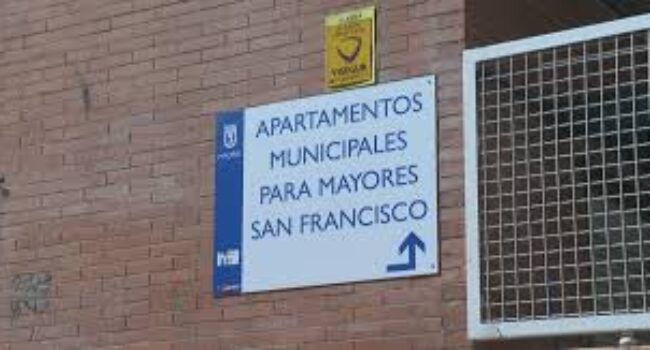 APARTAMENTOS
MUNICIPALES
PARA MAYORES
SAN FRANCISCO